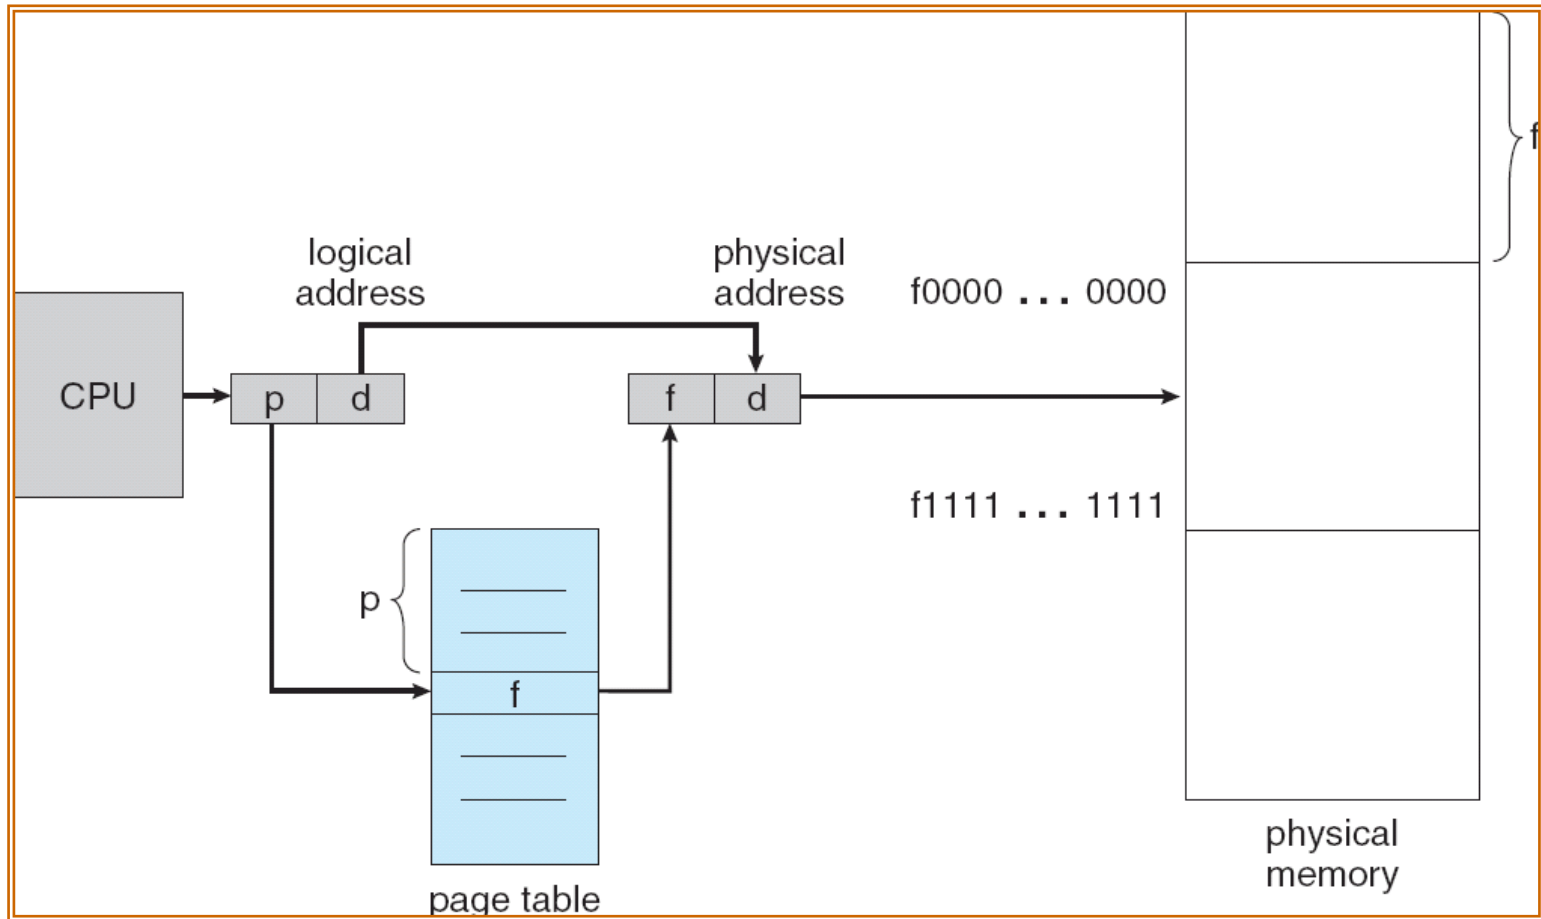 f
logical
address
physical
address
f0000 ... 0000
CPU
p
d
f
d
f1111 ... 1111
p
f
physical
memory
page table